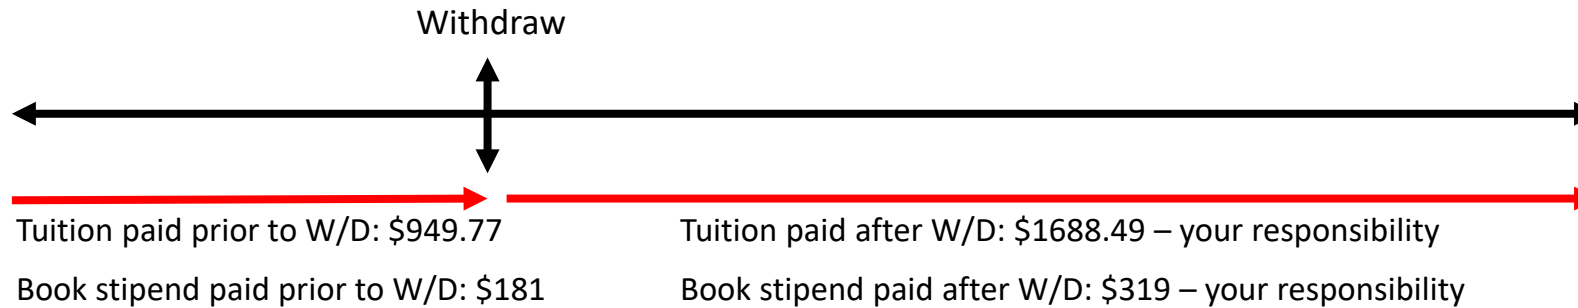 Withdraw
Tuition paid prior to W/D: $949.77
Tuition paid after W/D: $1688.49 – your responsibility
Book stipend paid prior to W/D: $181
Book stipend paid after W/D: $319 – your responsibility